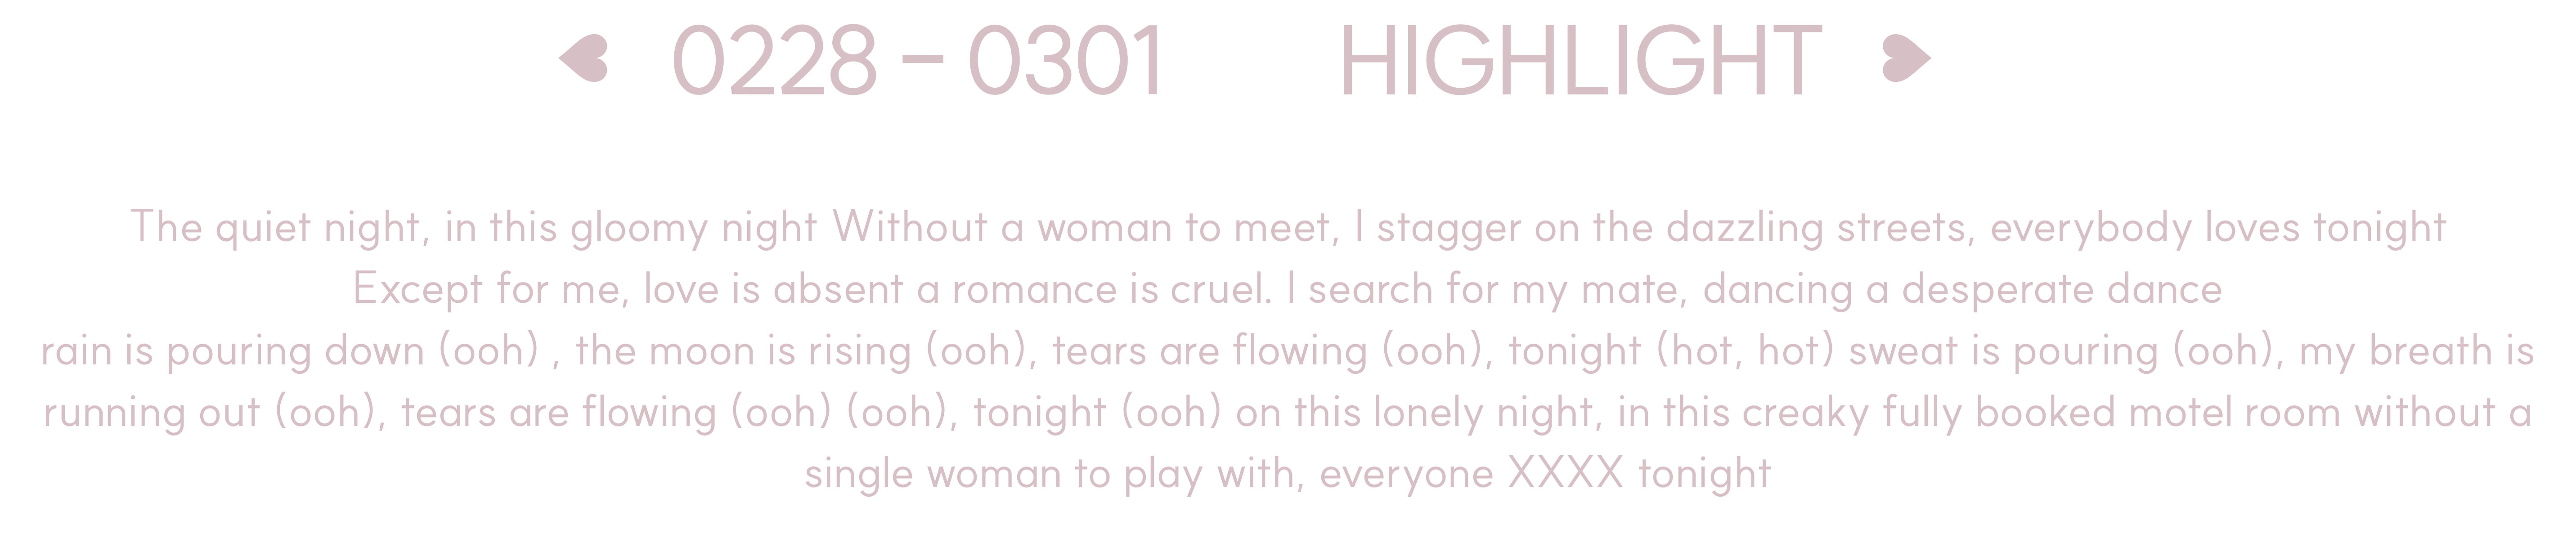 0228 – 0301 HIGHLIGHT
The quiet night, in this gloomy night Without a woman to meet, I stagger on the dazzling streets, everybody loves tonight
Except for me, love is absent a romance is cruel. I search for my mate, dancing a desperate dance
rain is pouring down (ooh) , the moon is rising (ooh), tears are flowing (ooh), tonight (hot, hot) sweat is pouring (ooh), my breath is
running out (ooh), tears are flowing (ooh) (ooh), tonight (ooh) on this lonely night, in this creaky fully booked motel room without a
single woman to play with, everyone XXXX tonight